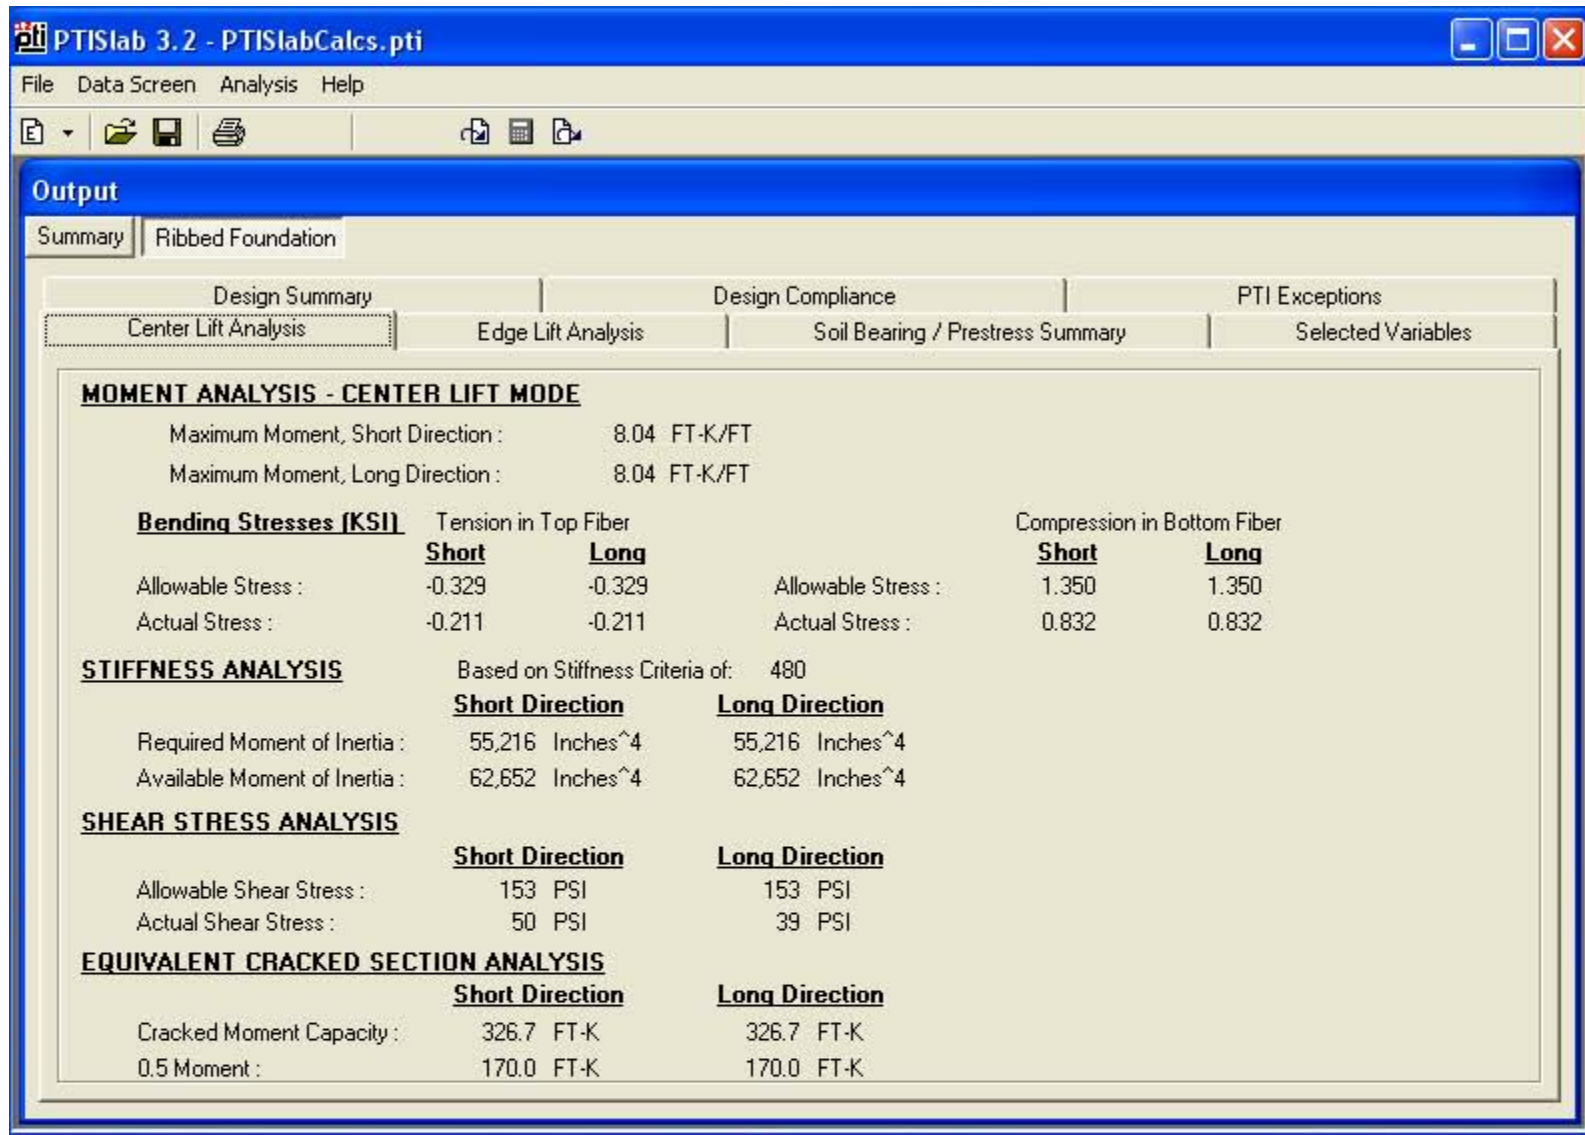 pti PTISlab 3.2 - PTISlabCalcs.pti
File Data Screen Analysis Help
E
Output
Summary Ribbed Foundation
Design Summary Design Compliance PTI Exceptions
Center Lift Analysis Edge Lift Analysis Soil Bearing / Prestress Summary Selected Variables
MOMENT ANALYSIS - CENTER LIFT MODE
Maximum Moment, Short Direction : 8.04 FT-K/FT
Maximum Moment, Long Direction : 8.04 FT-K/FT
Bending Stresses (KSI) Tension in Top Fiber Compression in Bottom Fiber
Short Long Short Long
Allowable Stress : -0.329 -0.329 Allowable Stress : 1.350 1.350
Actual Stress : -0.211 -0.211 Actual Stress : 0.832 0.832
STIFFNESS ANALYSIS Based on Stiffness Criteria of: 480
Short Direction Long Direction
Required Moment of Inertia : 55,216 Inches^4 55,216 Inches^4
Available Moment of Inertia : 62,652 Inches^4 62,652 Inches^4
SHEAR STRESS ANALYSIS
Short Direction Long Direction
Allowable Shear Stress : 153 PSI 153 PSI
Actual Shear Stress : 50 PSI 39 PSI
EQUIVALENT CRACKED SECTION ANALYSIS
Short Direction Long Direction
Cracked Moment Capacity : 326.7 FT-K 326.7 FT-K
0.5 Moment : 170.0 FT-K 170.0 FT-K